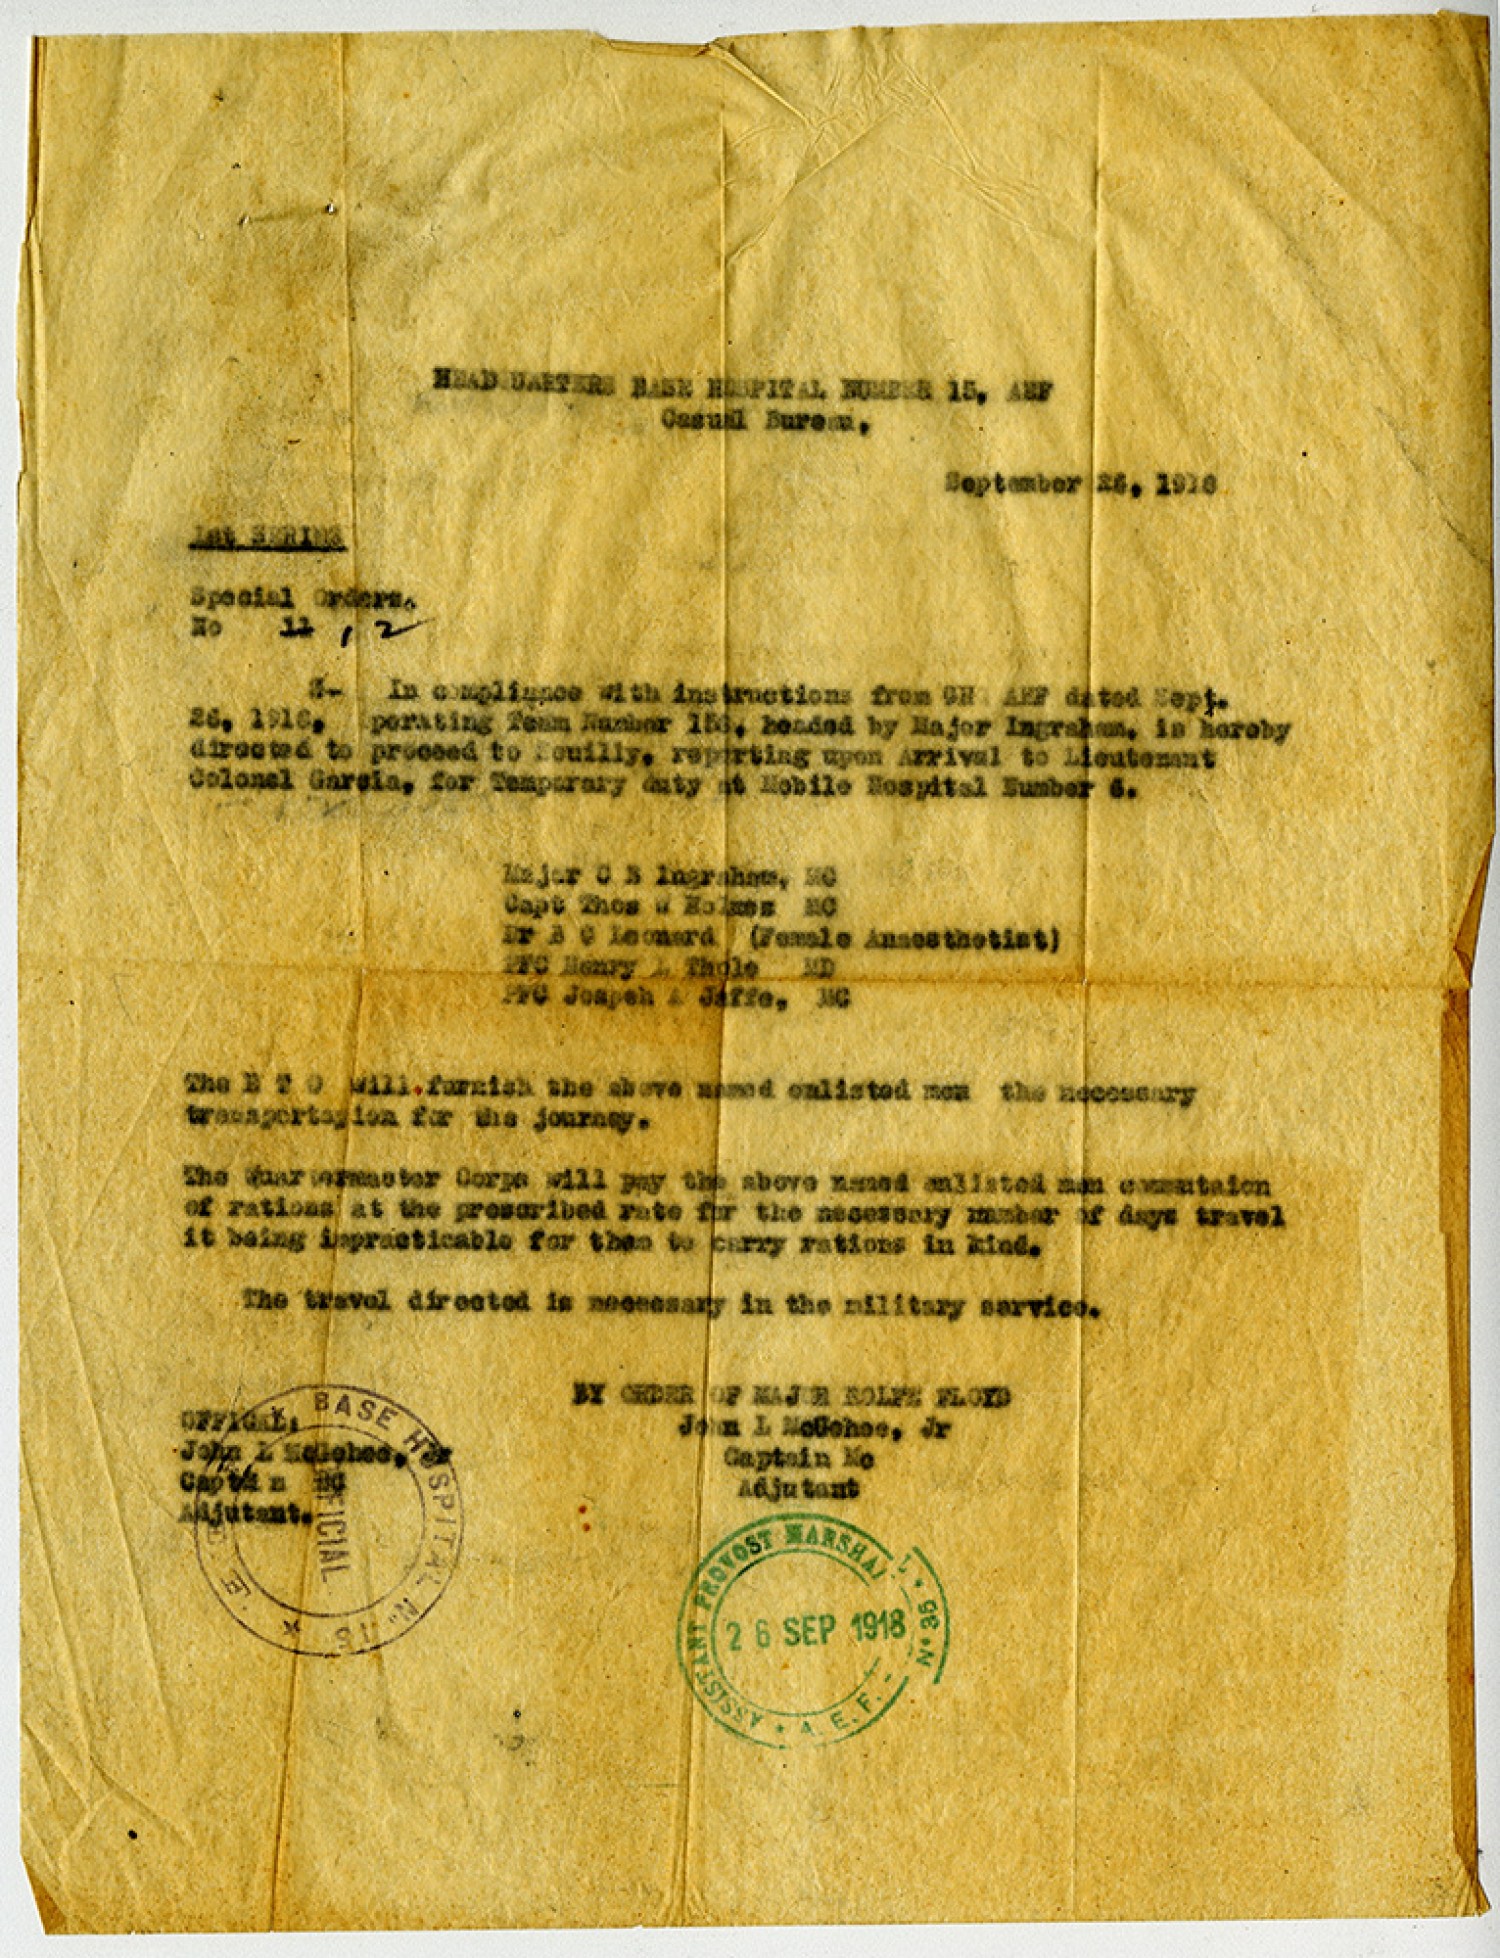 HEADQUARTERS BASE HOSPITAL NUMBER 15, AEF
Casual Bureau,
September 26, 1918
1st SERIES
Special Orders,
No 11 12
In compliance with instructions from GHQ AEF dated Sept.
26, 1918, Operating Team Number headed by Major Ingraham, is hereby
directed to proceed to reporting upon Arrival to Lieutenant
Colonel Garcia, for Temporary duty at Mobile Hospital Number 6.
Major C B Ingraham, MC
Capt Thos W Holmes MC
Dr B C Leonard (Female Anaesthetist)
PFC Henry L Thole MD
PFC Jospeh A Jaffe, MC
The R T O will furnish the above named enlisted men the necessary
transportagion for the journey.
The Quartermaster Corps will pay the above named enlisted men commutaion
of rations at the prescribed rate for the necessary number of days travel
it being impracticable for them to carry rations in kind.
The travel directed is necessary in the military service.
BY ORDER OF MAJOR ROLFE FLOYD
John L McGehee, Jr
Captain Mc
Adjutant
OFFICAL:
John L McGehee, Jr
Captain MC
Adjutant.
BASE HOSPITAL No. 15
OFFICIAL
ASSISTANT PROVOST MARSHAL No 36
26 SEP 1918
A.E.F.